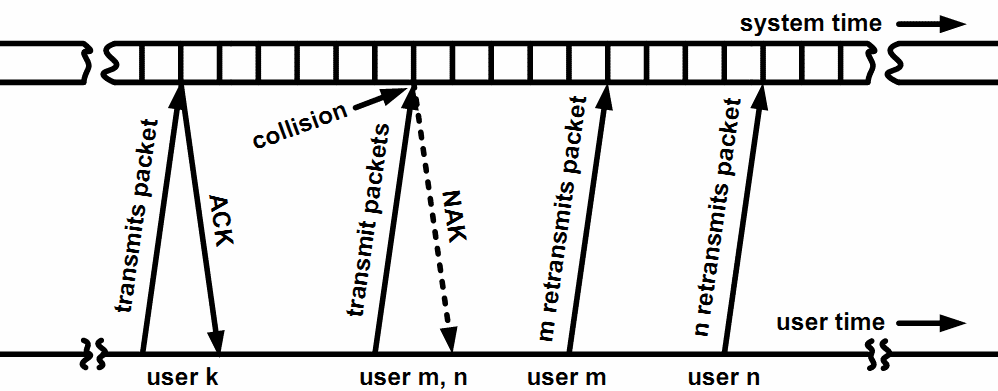 system time
collision
transmits packet
ACK
transmit packets
NAK
m retransmits packet
n retransmits packet
user time
user k
user m, n
user m
user n